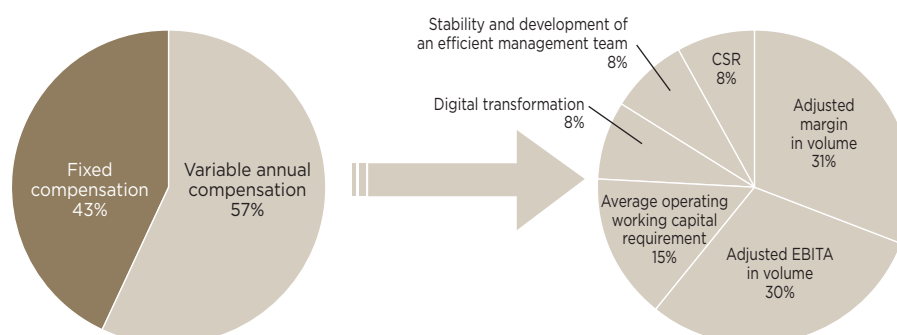 Fixed
compensation
43%
Variable annual
compensation
57%
Stability and development of
an efficient management team
8%
CSR
8%
Digital transformation
8%
Adjusted
margin
in volume
31%
Average operating
working capital
requirement
15%
Adjusted EBITA
in volume
30%